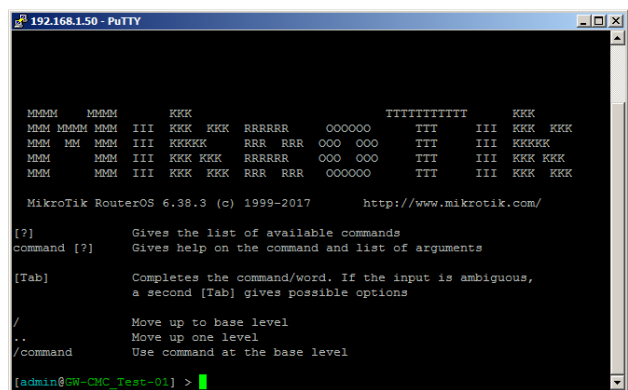 192.168.1.50 - PuTTY
MMMM    MMMM       KKK                          TTTTTTTTTTT      KKK
MMM MMMM MMM  III  KKK  KKK  RRRRRR     OOOOOO      TTT     III  KKK  KKK
MMM  MM  MMM  III  KKKKK     RRR  RRR  OOO  OOO     TTT     III  KKKKK
MMM      MMM  III  KKK KKK   RRRRRR    OOO  OOO     TTT     III  KKK KKK
MMM      MMM  III  KKK  KKK  RRR  RRR   OOOOOO      TTT     III  KKK  KKK
MikroTik RouterOS 6.38.3 (c) 1999-2017       http://www.mikrotik.com/
[?]             Gives the list of available commands
command [?]     Gives help on the command and list of arguments
[Tab]           Completes the command/word. If the input is ambiguous,
a second [Tab] gives possible options
/               Move up to base level
..              Move up one level
/command        Use command at the base level
[admin@GW-CMC_Test-01] >